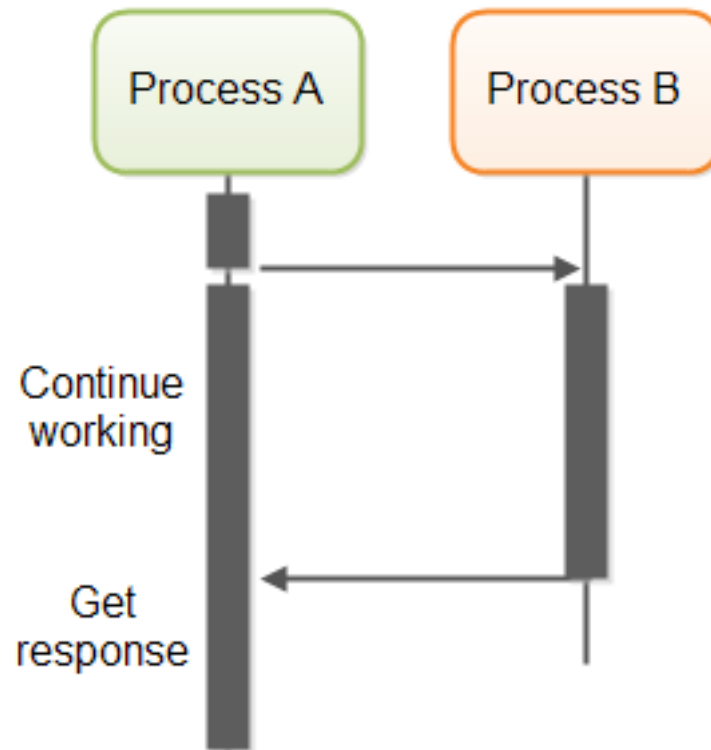 Process A
Process B
Continue
working
Get
response